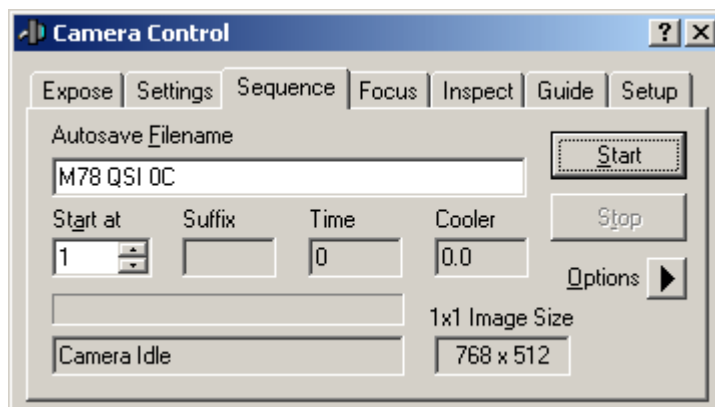 Camera Control
Expose Settings Sequence Focus Inspect Guide Setup
Autosave Filename
Start
M78 QSI 0C
Start at Suffix Time Cooler
Stop
1 0 0.0
Options
1x1 Image Size
Camera Idle 768 x 512